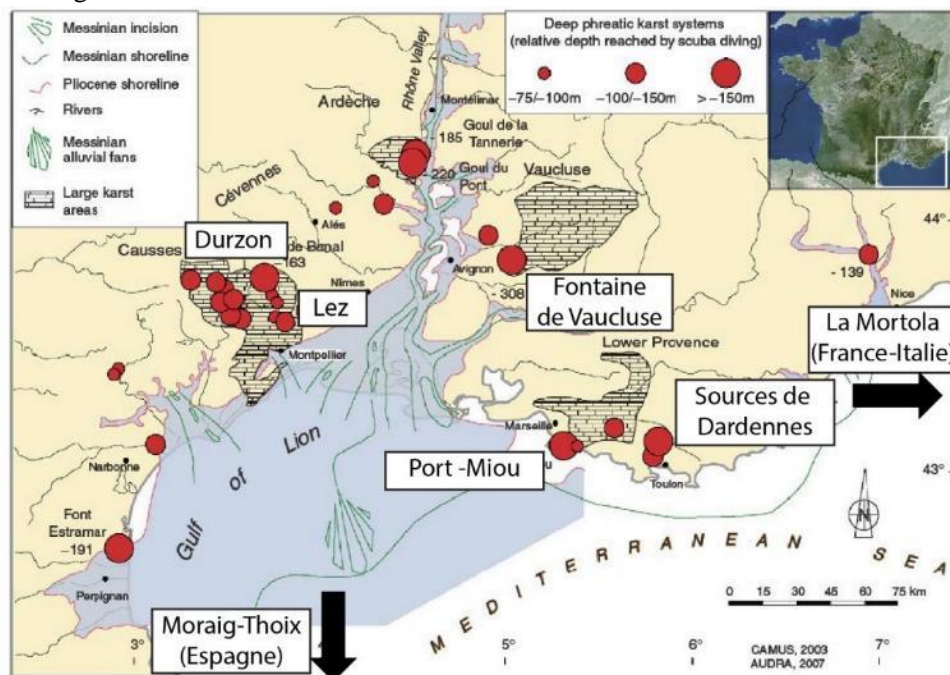 Messinian incision
Messinian shoreline
Pliocene shoreline
Rivers
Messinian
alluvial fans
Large karst
areas
Deep phreatic karst systems
(relative depth reached by scuba diving)
–75/–100m
–100/–150m
> –150m
Rhône Valley
Ardèche
Montélimar
185
Goul de la
Tannerie
– 220
Goul du
Pont
Vaucluse
Cévennes
Alès
44°
Causses
Durzon
63
Nîmes
Avignon
- 308
Fontaine
de Vaucluse
- 139
Nice
Lez
Montpellier
La Mortola
(France-Italie)
Lower Prvence
Sources de
Dardennes
Marseille
Port -Miou
Toulon
43°
Narbonne
Gulf of Lion
Font
Estramar
–191
Perpignan
N
MEDITERRANEAN SEA
0 15 30 45 60 75 km
Moraig-Thoix
(Espagne)
3°
5°
6°
7°
CAMUS, 2003
AUDRA, 2007